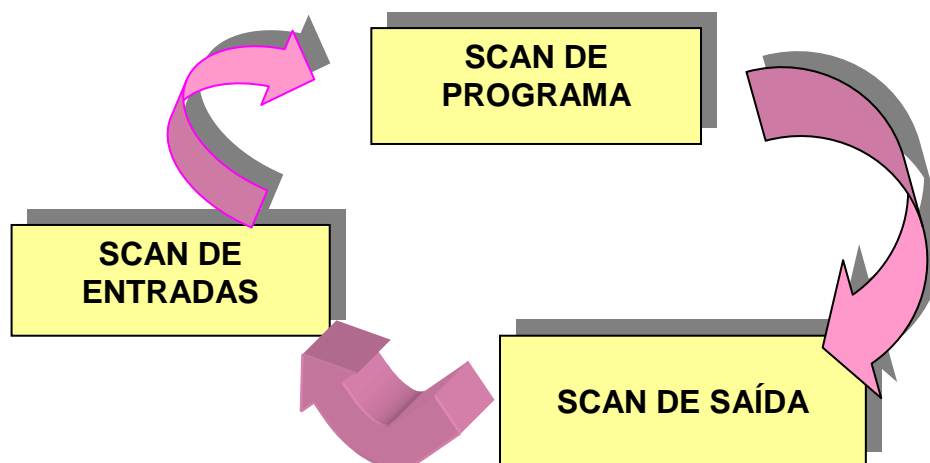 SCAN DE
PROGRAMA
SCAN DE
ENTRADAS
SCAN DE SAÍDA